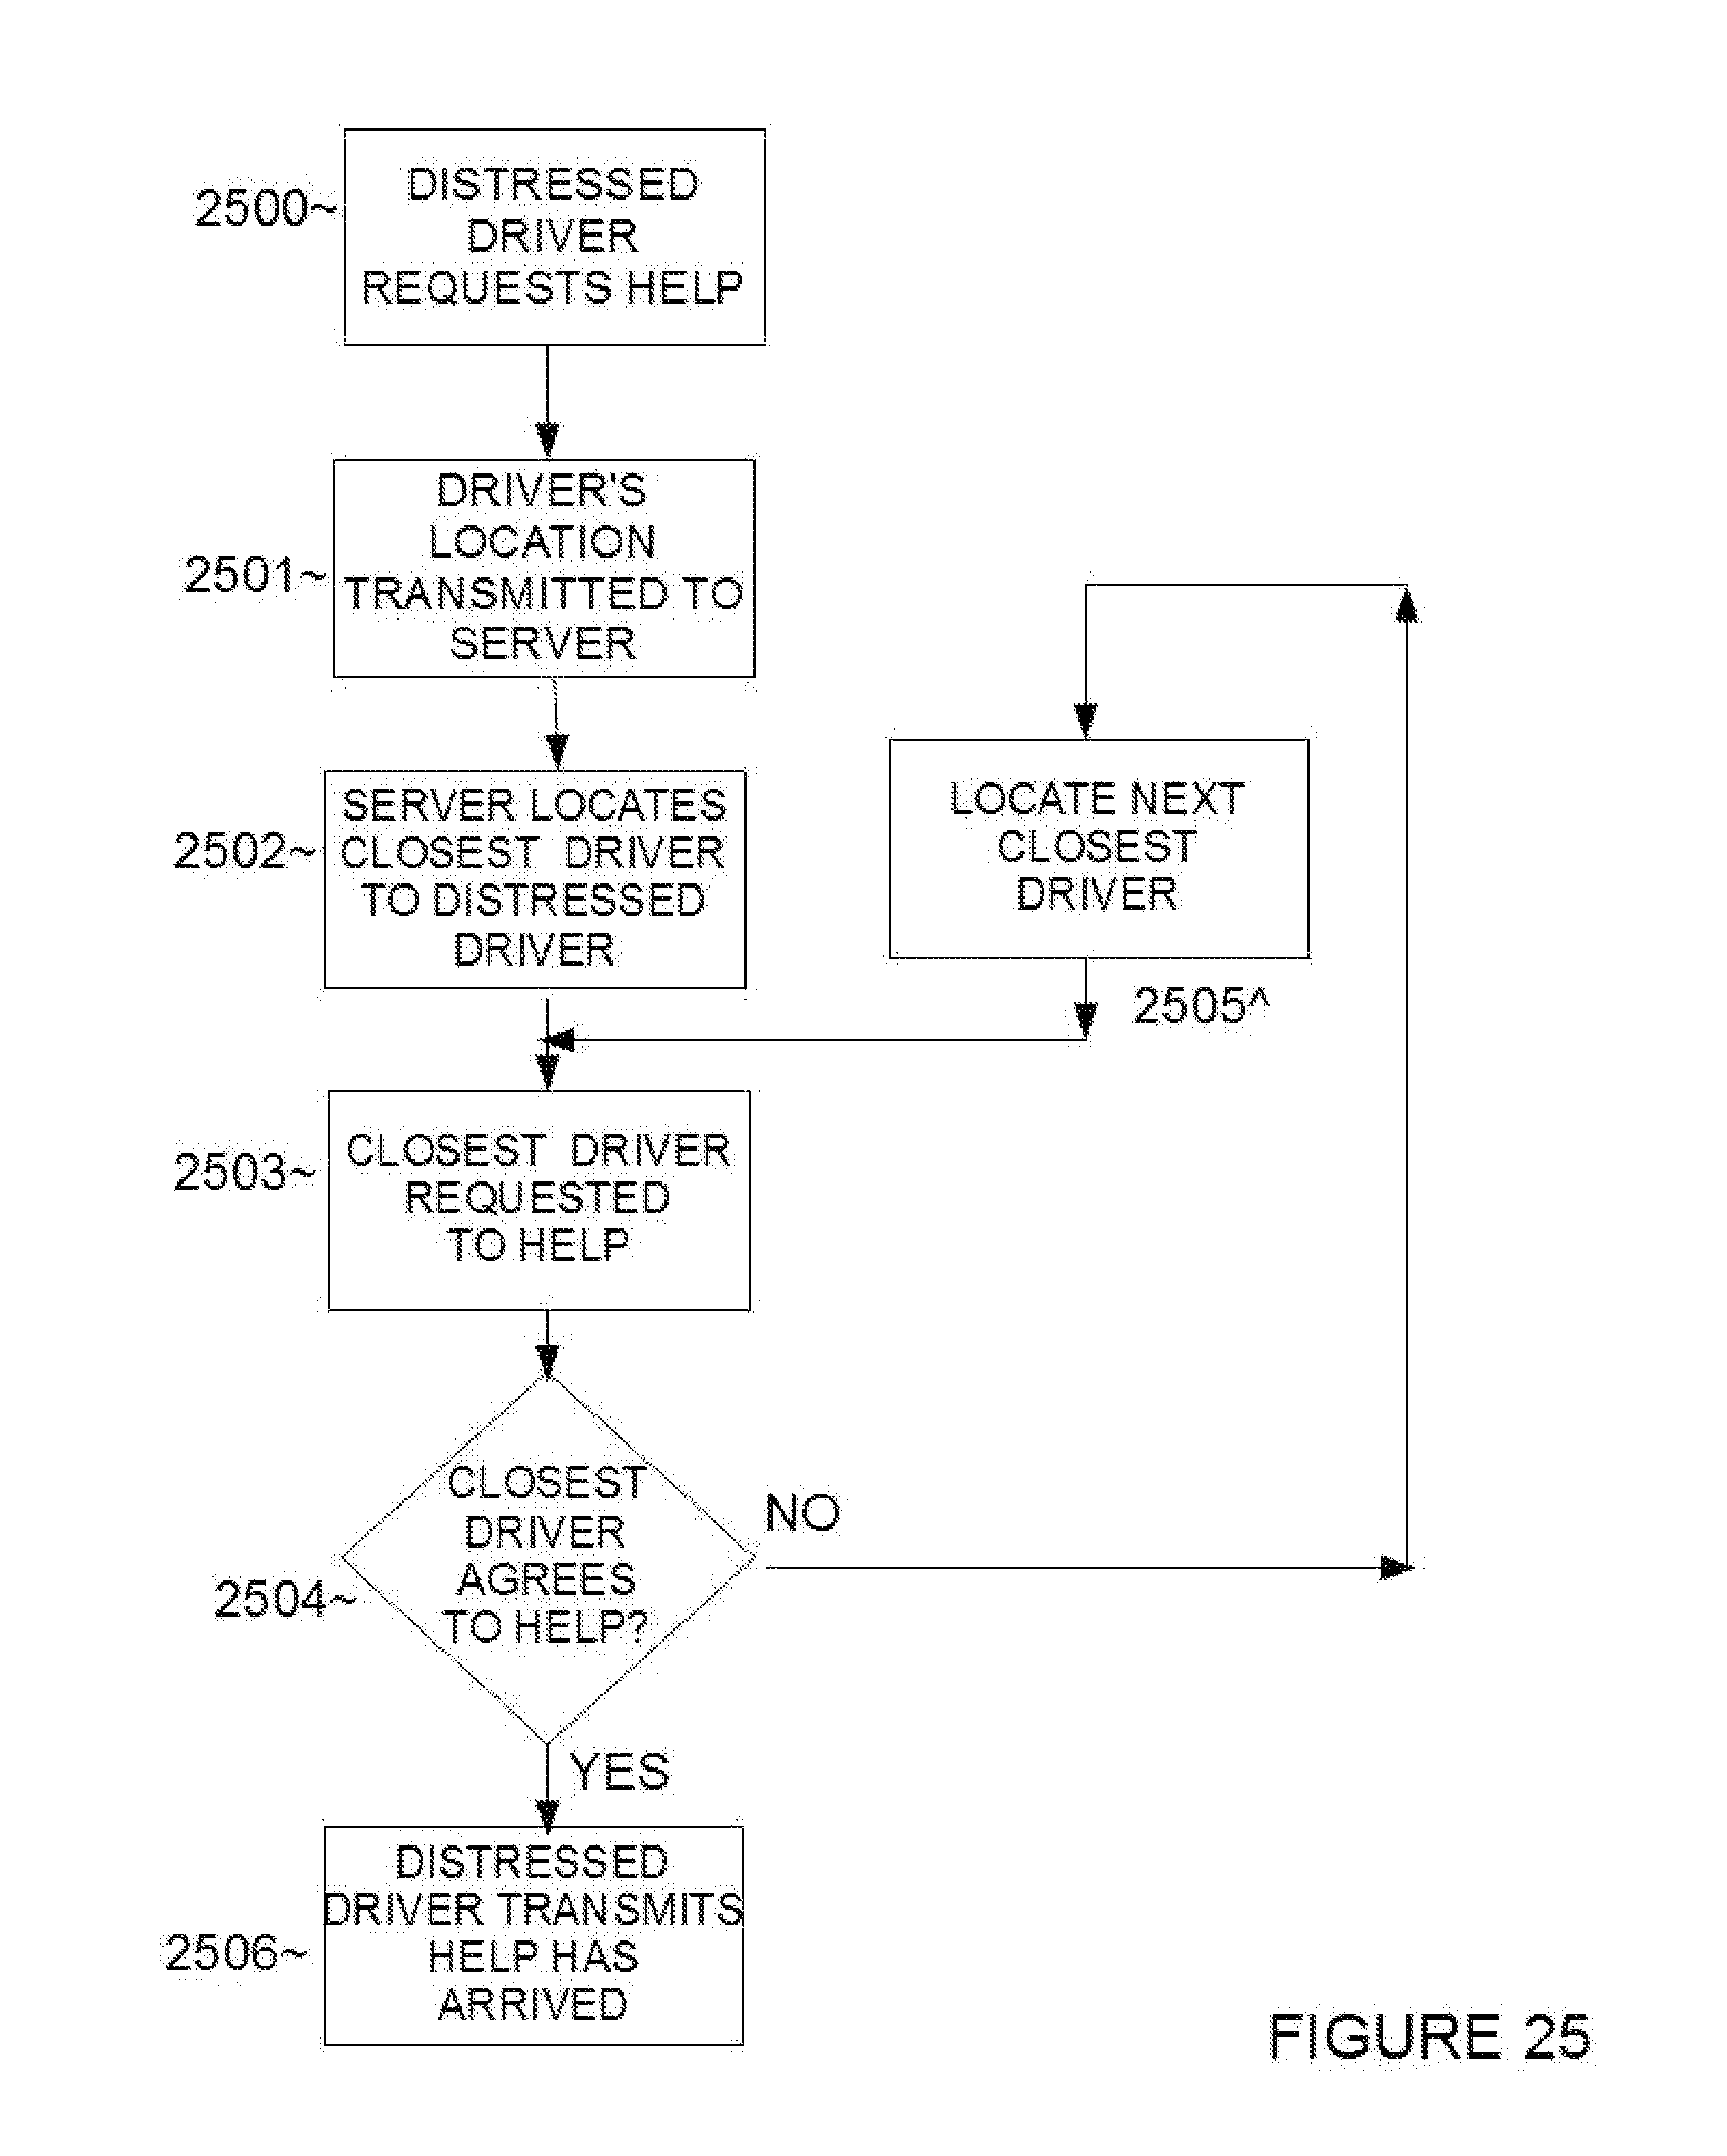 2500~
DISTRESSED
DRIVER
REQUESTS HELP
2501~
DRIVER'S
LOCATION
TRANSMITTED TO
SERVER
2502~
SERVER LOCATES
CLOSEST DRIVER
TO DISTRESSED
DRIVER
LOCATE NEXT
CLOSEST
DRIVER
2505^
2503~
CLOSEST DRIVER
REQUESTED
TO HELP
2504~
CLOSEST
DRIVER
AGREES
TO HELP?
NO
YES
2506~
DISTRESSED
DRIVER TRANSMITS
HELP HAS
ARRIVED
FIGURE 25